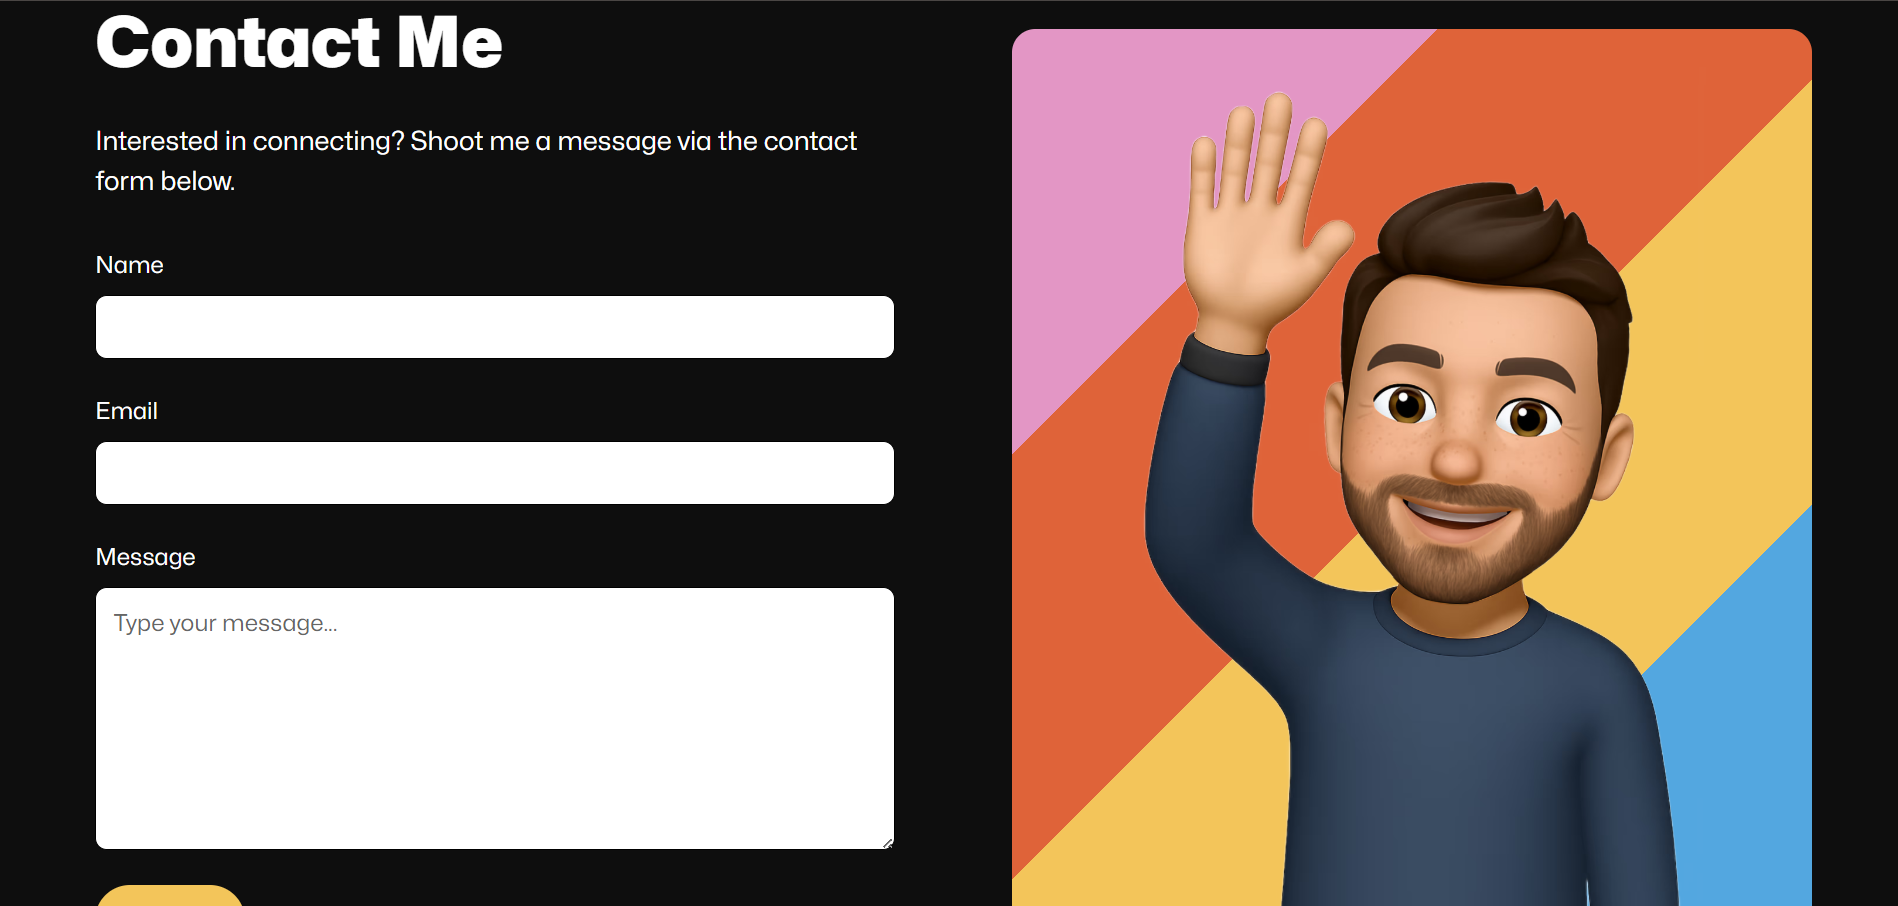 Contact Me
Interested in connecting? Shoot me a message via the contact
form below.
Name
Email
Message
Type your message...